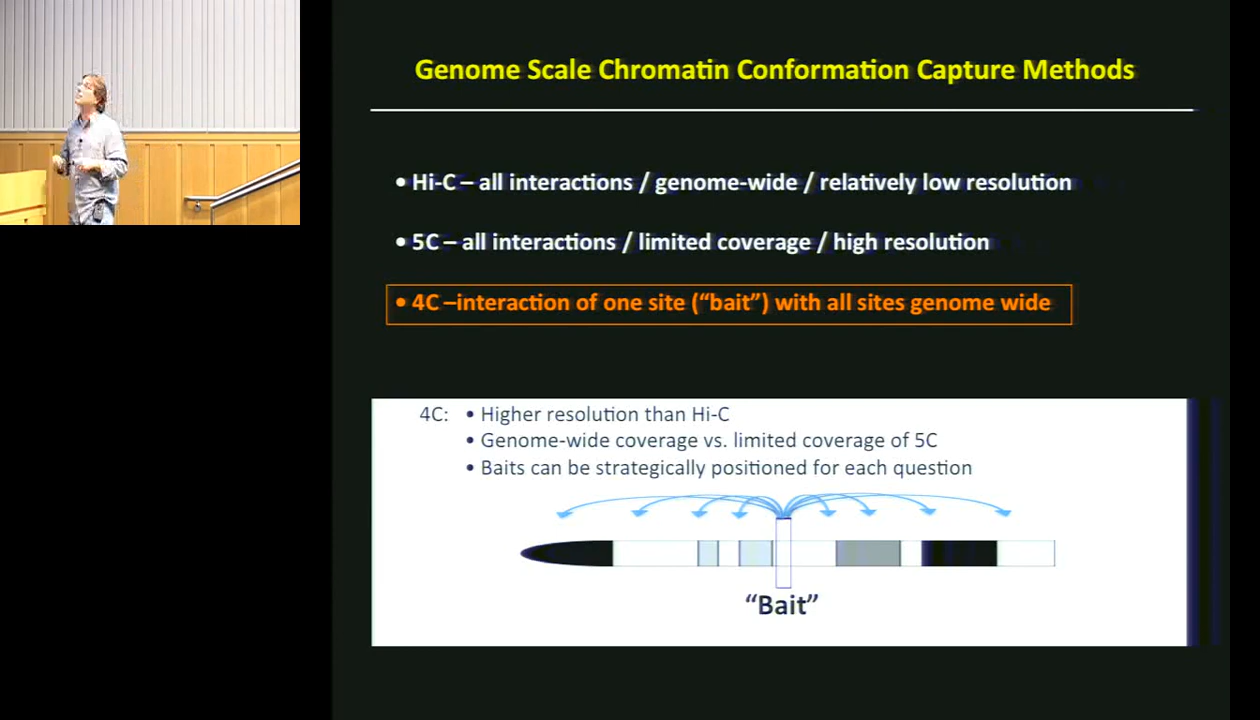 Genome Scale Chromatin Conformation Capture Methods
• Hi-C – all interactions / genome-wide / relatively low resolution
• 5C – all interactions / limited coverage / high resolution
• 4C –interaction of one site (“bait”) with all sites genome wide
4C: • Higher resolution than Hi-C
• Genome-wide coverage vs. limited coverage of 5C
• Baits can be strategically positioned for each question
“Bait”